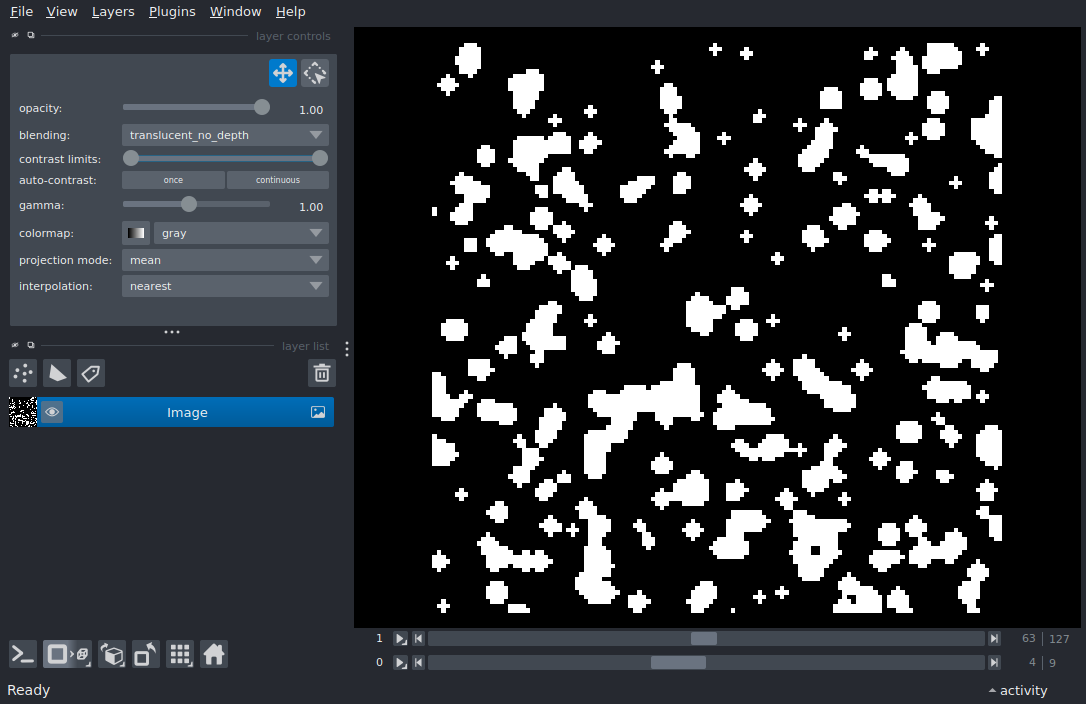 File View Layers Plugins Window Help
layer controls
opacity: 1.00
blending: translucent_no_depth
contrast limits:
auto-contrast: once continuous
gamma: 1.00
colormap: gray
projection mode: mean
interpolation: nearest
layer list
Image
1 63 127
0 4 9
Ready activity